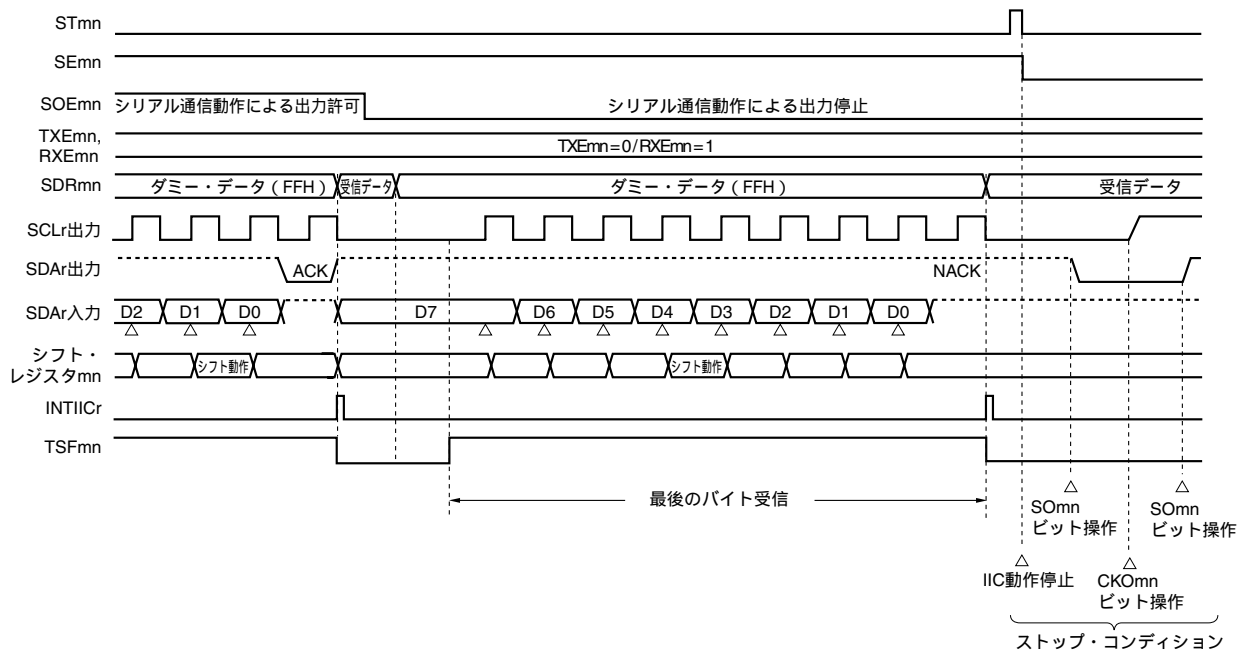 STmn
SEmn
SOEmn シリアル通信動作による出力許可 シリアル通信動作による出力停止
TXEmn,
RXEmn
TXEmn=0/RXEmn=1
SDRmn ダミー・データ(FFH) 受信データ ダミー・データ(FFH) 受信データ
SCLr出力
SDAr出力 ACK NACK
SDAr入力 D2 D1 D0 D7 D6 D5 D4 D3 D2 D1 D0
シフト・
レジスタmn
シフト動作 シフト動作
INTIICr
TSFmn
最後のバイト受信
SOmn
ビット操作
SOmn
ビット操作
IIC動作停止
CKOmn
ビット操作
ストップ・コンディション